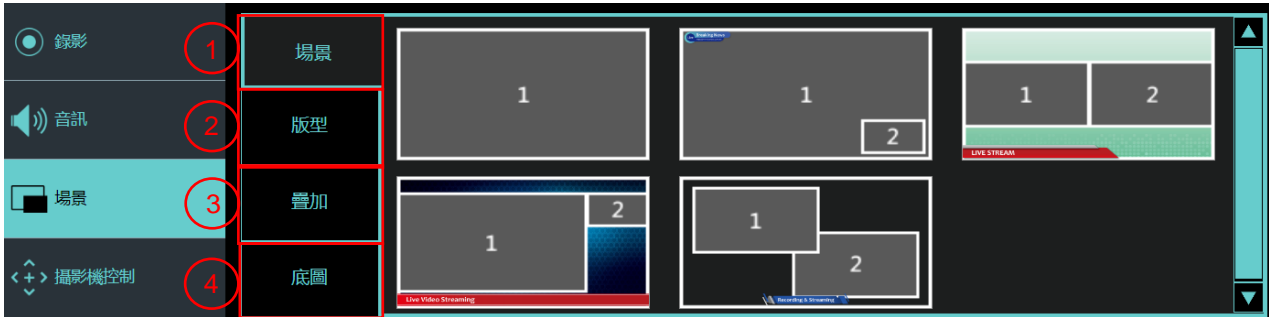 錄影
音訊
場景
攝影機控制
1
場景
2
版型
3
疊加
4
底圖
1
Breaking News
1
2
1
2
LIVE STREAM
1
2
Live Video Streaming
1
2
Recording & Streaming